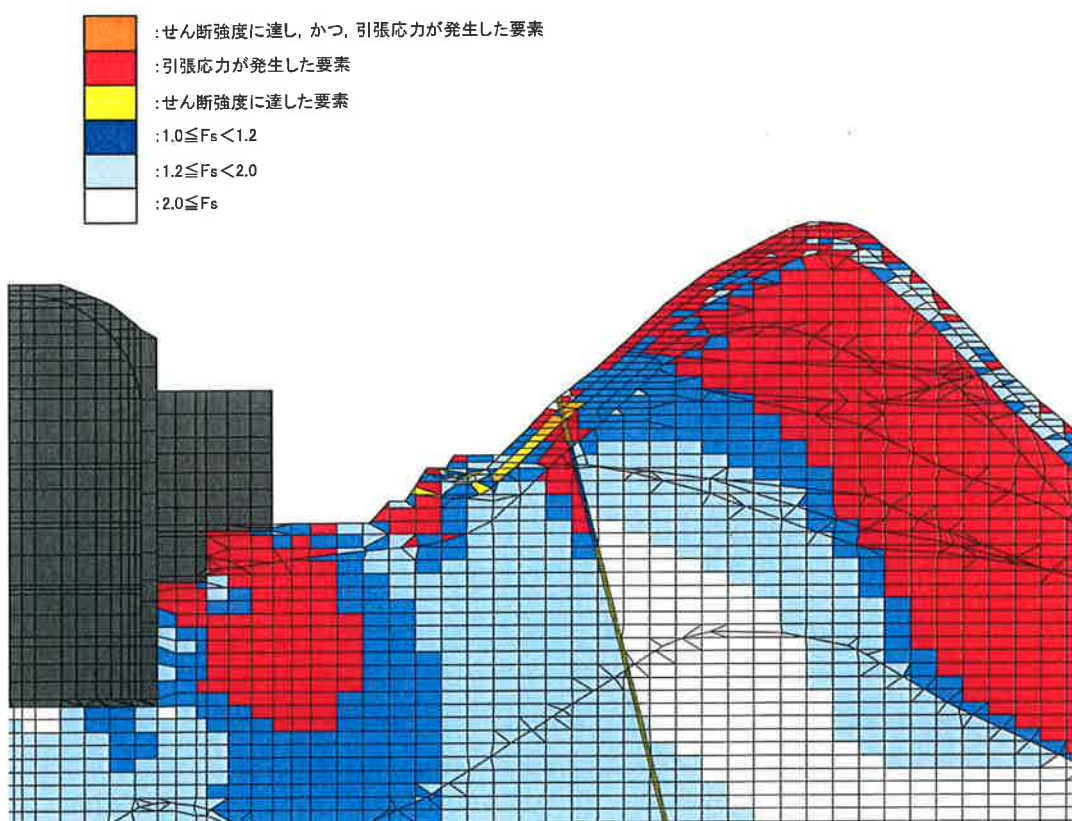 :せん断強度に達し, かつ, 引張応力が発生した要素
:引張応力が発生した要素
:せん断強度に達した要素
:1.0≦Fs<1.2
:1.2≦Fs<2.0
:2.0≦Fs